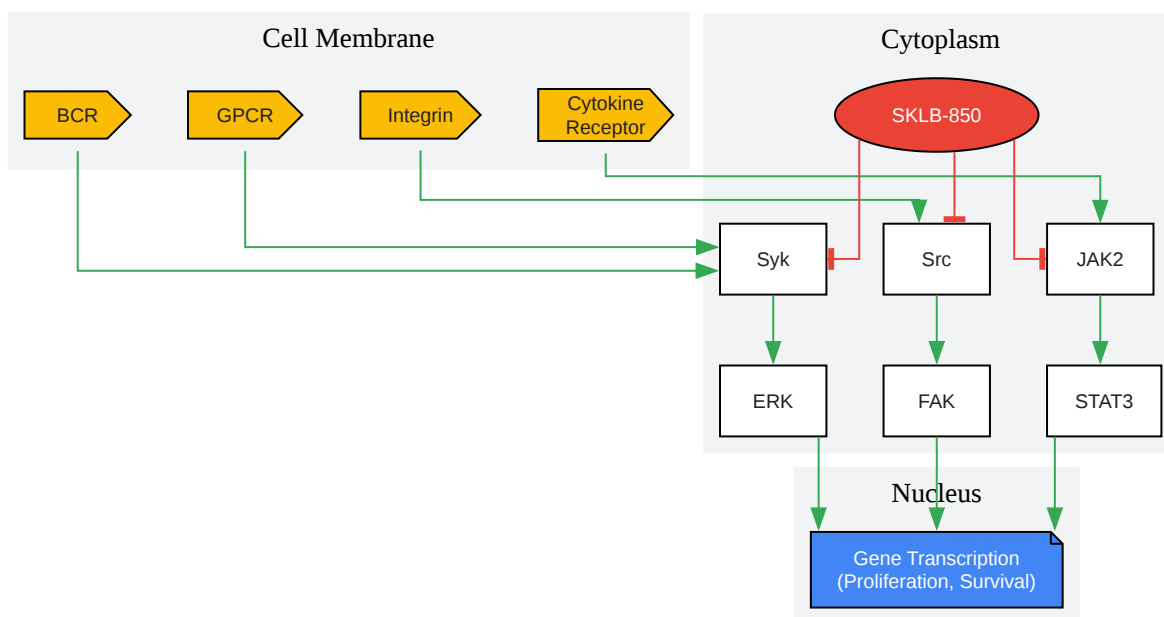 Cell Membrane
Cytoplasm
BCR
GPCR
Integrin
Cytokine
Receptor
SKLB-850
Syk
Src
JAK2
ERK
FAK
STAT3
Nucleus
Gene Transcription
(Proliferation, Survival)